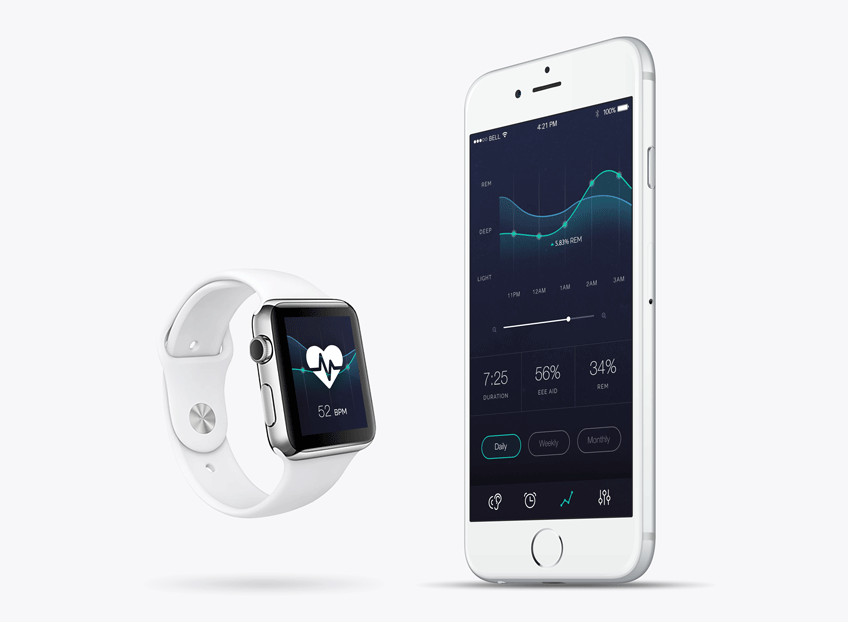 52 BPM
BELL 4:21 PM 100%
REM
DEEP
5.83% REM
LIGHT
11PM 12AM 1AM 2AM 3AM
7:25 56% 34%
DURATION EEE AID REM
Daily Weekly Monthly